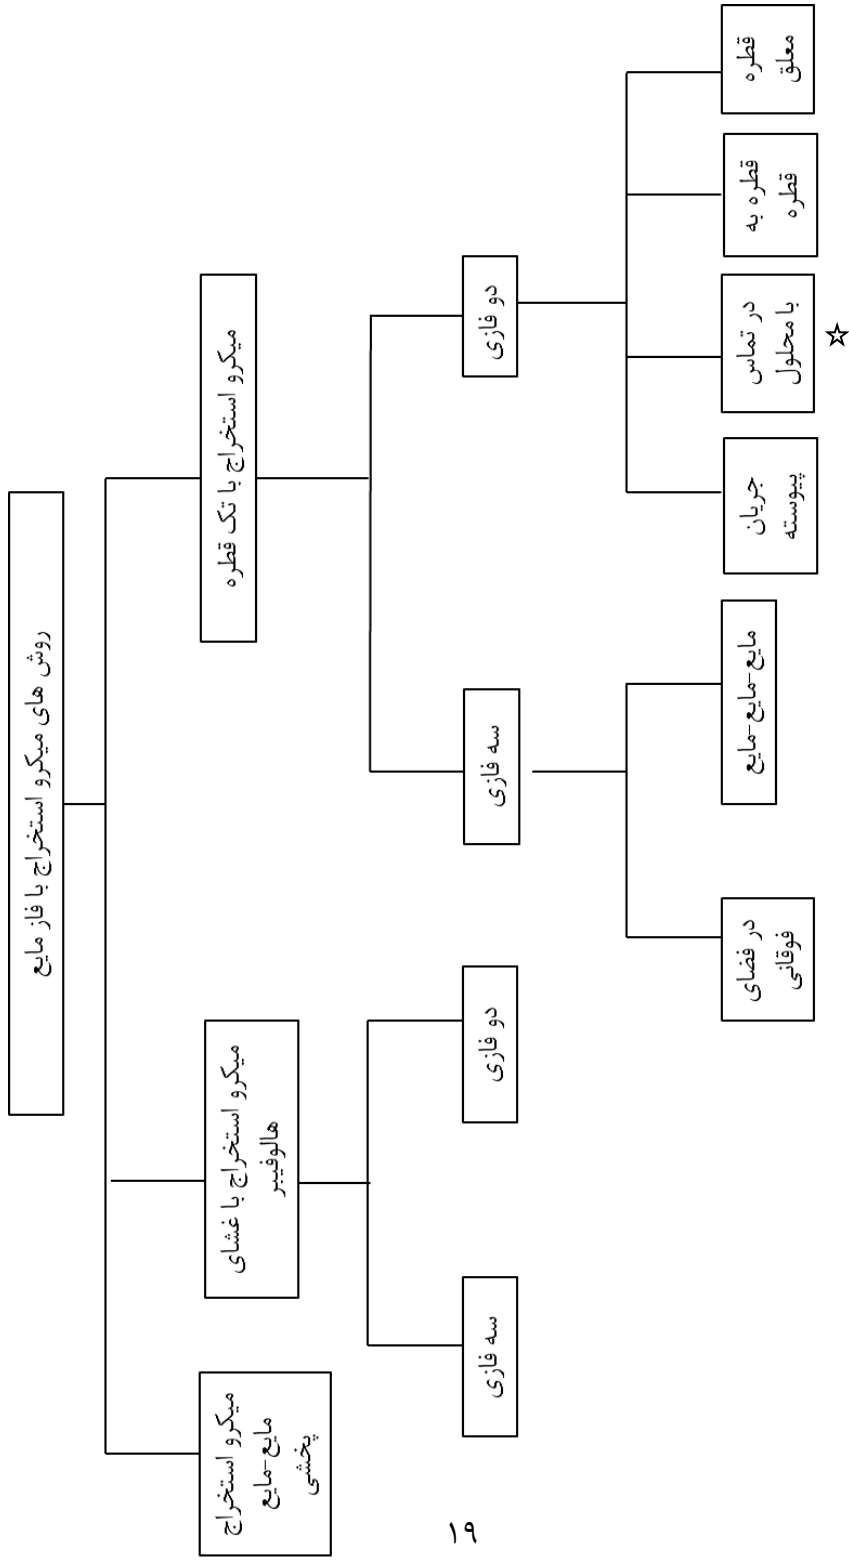 روش های میکرو استخراج با فاز مایع
میکرو استخراج با تک قطره
میکرو استخراج با غشای
هالوفیبر
میکرو استخراج
مایع-مایع
پخشی
دو فازی
سه فازی
دو فازی
سه فازی
قطره
معلق
قطره به
قطره
در تماس
با محلول
جریان
پیوسته
مایع-مایع-مایع
در فضای
فوقانی
۱۹